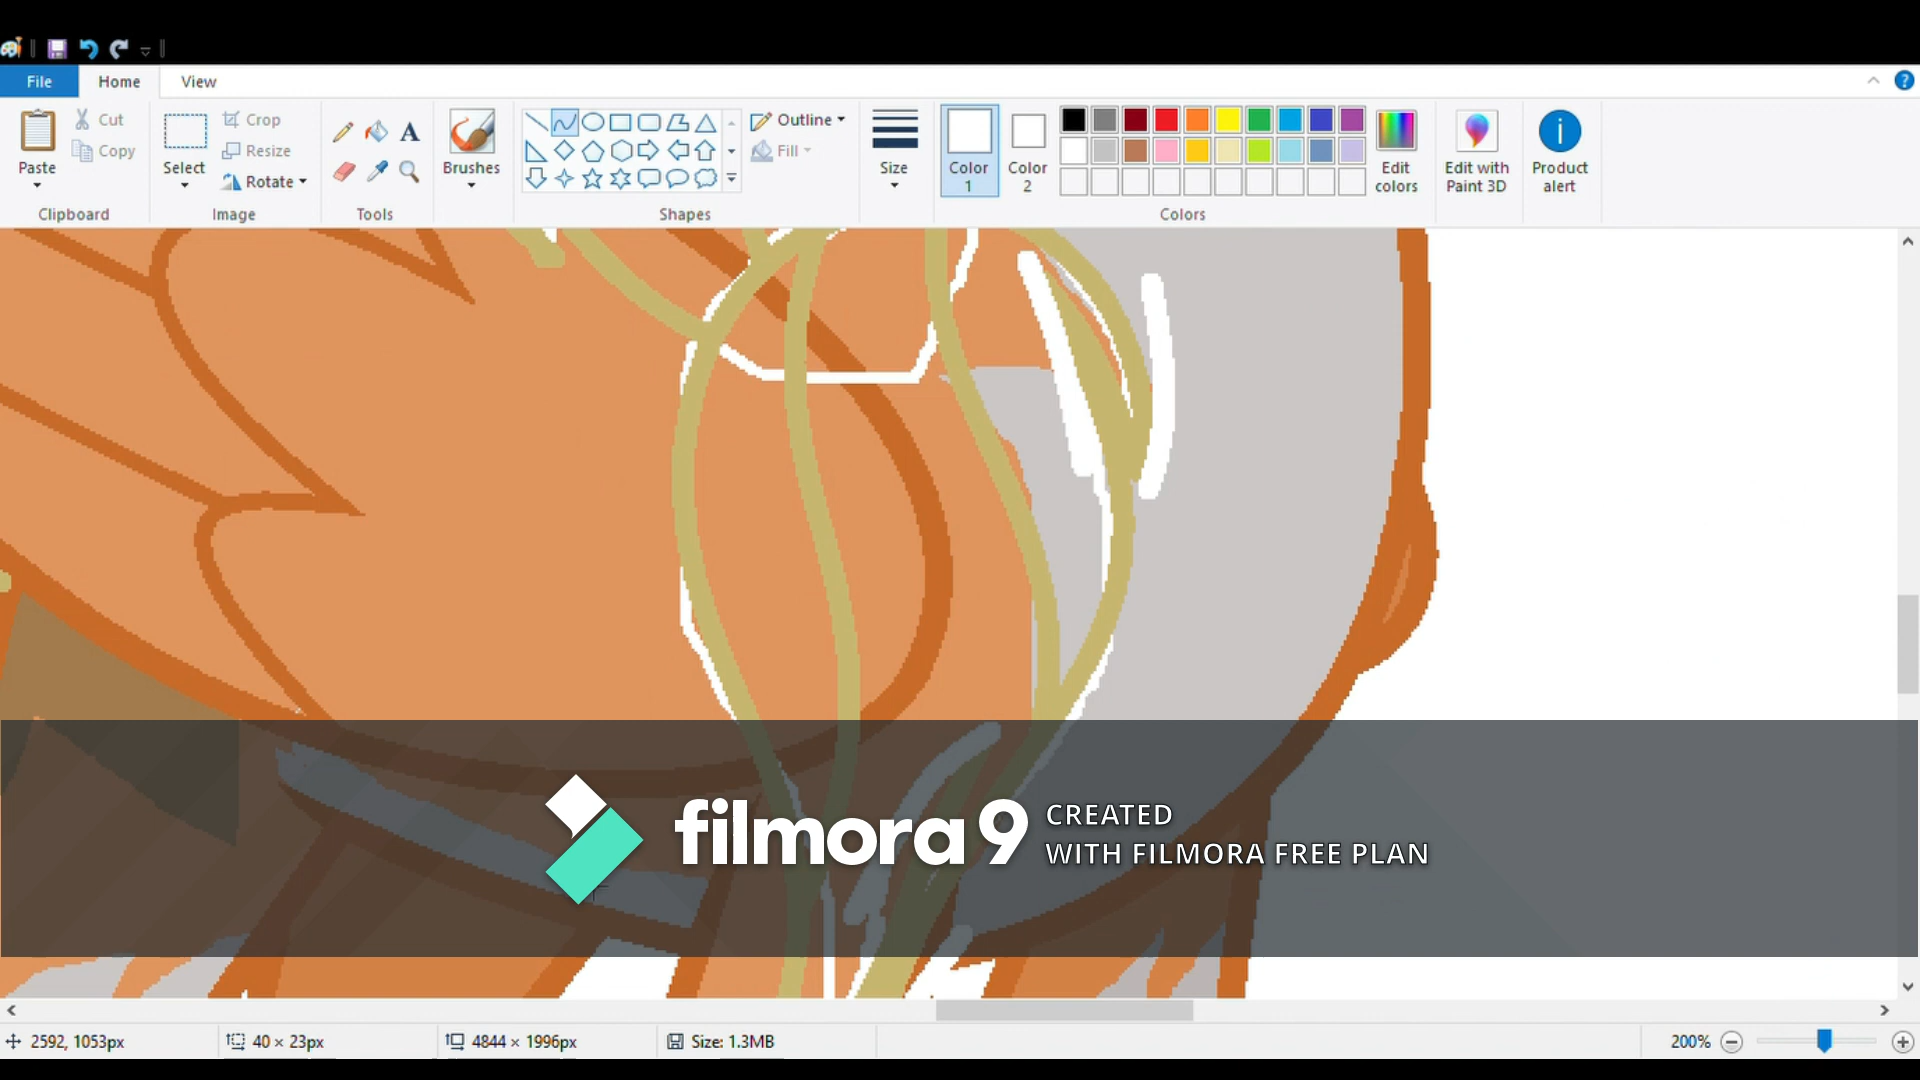 File Home View
Paste
Cut
Copy
Clipboard
Select
Crop
Resize
Rotate
Image
A
Tools
Brushes
Shapes
Outline
Fill
Size
Color
1
Color
2
Edit
colors
Colors
Edit with
Paint 3D
Product
alert
filmora9
CREATED
WITH FILMORA FREE PLAN
2592, 1053px 40 × 23px 4844 × 1996px Size: 1.3MB 200%